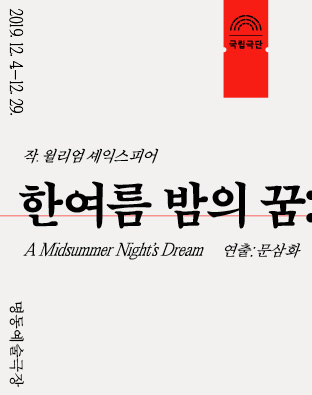 2019. 12. 4–12. 29.
국립극단
작. 윌리엄 셰익스피어
한여름 밤의 꿈:
A Midsummer Night's Dream 연출: 문삼화
명동예술극장